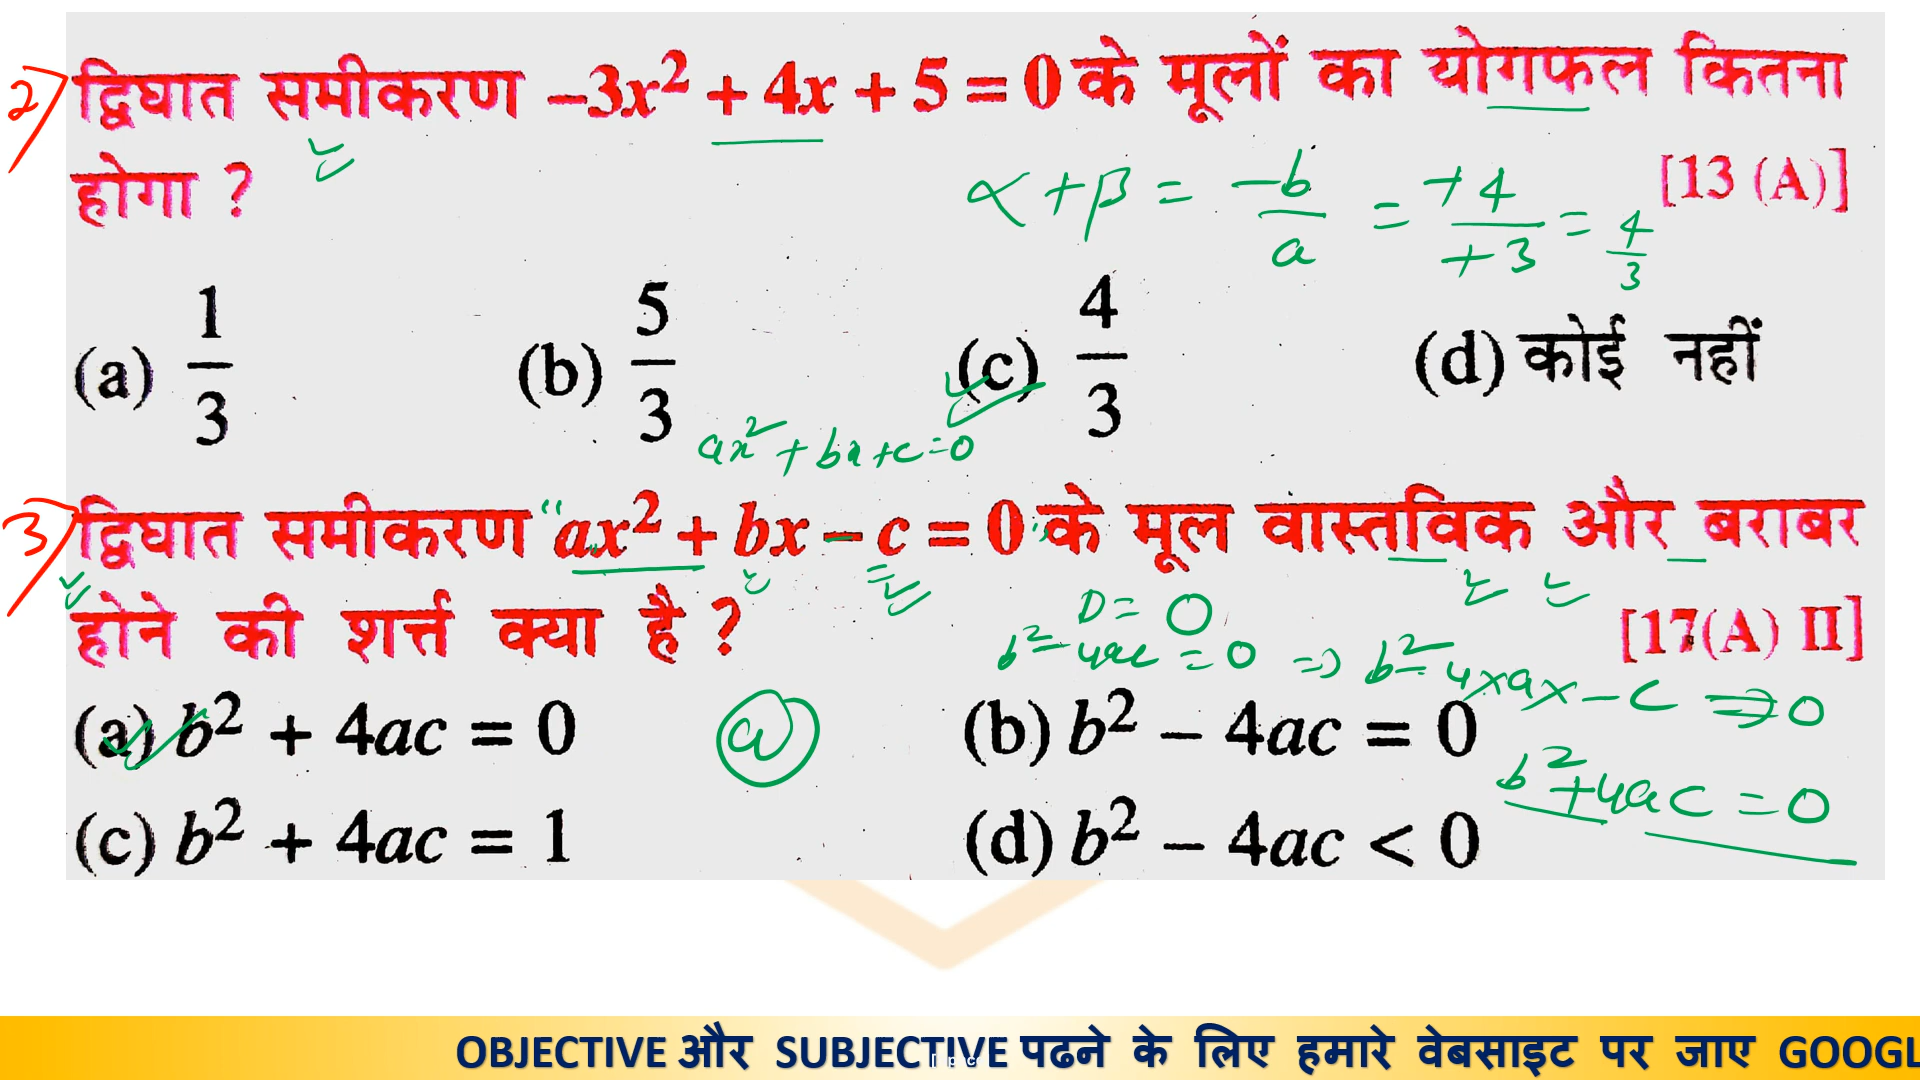 2) द्विघात समीकरण –3x² + 4x + 5 = 0 के मूलों का योगफल कितना
होगा ? [13 (A)]
α + β = -b/a = +4/+3 = 4/3
(a) 1/3 (b) 5/3 (c) 4/3 (d) कोई नहीं
ax² + bx + c = 0
3) द्विघात समीकरण "ax² + bx – c = 0" के मूल वास्तविक और बराबर
होने की शर्त्त क्या है ? [17(A) II]
D = 0
b² - 4ac = 0 ⇒ b² - 4×a×-c ⇒ 0
(a) b² + 4ac = 0 (a) (b) b² – 4ac = 0
b² + 4ac = 0
(c) b² + 4ac = 1 (d) b² – 4ac < 0
OBJECTIVE और SUBJECTIVE पढने के लिए हमारे वेबसाइट पर जाए GOOGL